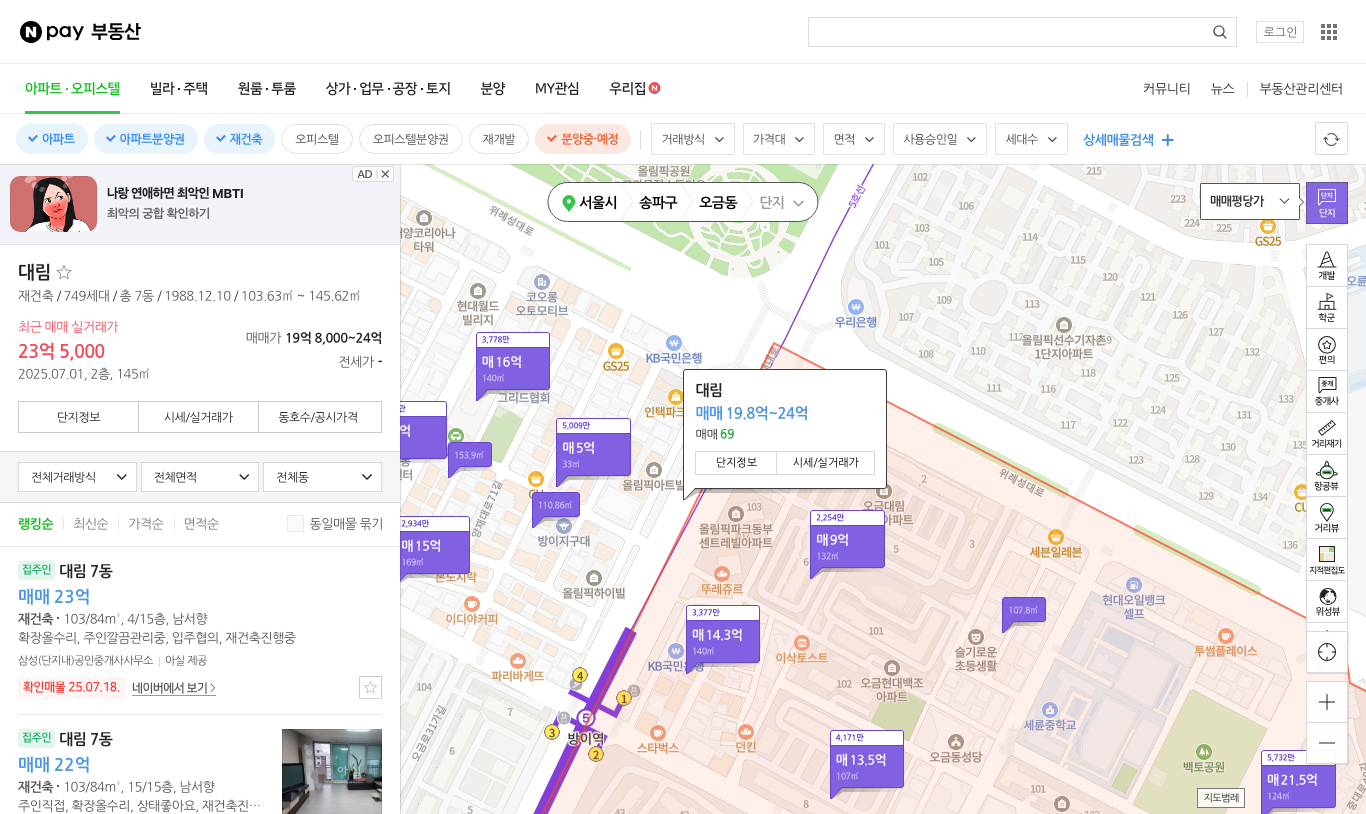 N pay 부동산
로그인
아파트·오피스텔 빌라·주택 원룸·투룸 상가·업무·공장·토지 분양 MY관심 우리집 N
커뮤니티 뉴스 부동산관리센터
아파트 아파트분양권 재건축 오피스텔 오피스텔분양권 재개발 분양중·예정 거래방식 가격대 면적 사용승인일 세대수 상세매물검색
AD
나랑 연애하면 최악인 MBTI
최악의 궁합 확인하기
대림
재건축 / 749세대 / 총 7동 / 1988.12.10 / 103.63㎡ ~ 145.62㎡
최근 매매 실거래가
23억 5,000
2025.07.01, 2층, 145㎡
매매가 19억 8,000~24억
전세가 -
단지정보 시세/실거래가 동호수/공시가격
전체거래방식 전체면적 전체동
랭킹순 최신순 가격순 면적순 동일매물 묶기
집주인 대림 7동
매매 23억
재건축 · 103/84m², 4/15층, 남서향
확장올수리, 주인깔끔관리중, 입주협의, 재건축진행중
삼성(단지내)공인중개사사무소 아실 제공
확인매물 25.07.18. 네이버에서 보기
집주인 대림 7동
매매 22억
재건축 · 103/84m², 15/15층, 남서향
주인직접, 확장올수리, 상태좋아요, 재건축진…
서울시 송파구 오금동 단지
매매평당가
단지
단지
개발
학군
편의
중개
중개사
거리재기
항공뷰
거리뷰
지적편집도
위성뷰
지도범례
올림픽공원
위례성대로
5호선
타워
현대월드
빌리지
코오롱
오토모티브
우리은행
KB국민은행
GS25
GS25
그리드협회
올림픽선수기자촌
1단지아파트
3,778만
매16억
140㎡
5,009만
매5억
33㎡
153.9㎡
110.86㎡
2,934만
매15억
169㎡
대림
매매 19.8억~24억
매매 69
단지정보 시세/실거래가
위례성대로
양재대로71길
방이지구대
올림픽하이빌
이디야커피
파리바게뜨
올림픽파크동부
센트레빌아파트
오금대림
2,254만
매9억
132㎡
세븐일레븐
뚜레쥬르
3,377만
매14.3억
140㎡
이삭토스트
107.8㎡
현대오일뱅크
셀프
슬기로운
초등생활
투썸플레이스
오금현대백조
아파트
세륜중학교
오금동성당
백토공원
4,171만
매13.5억
107㎡
5,732만
매21.5억
124㎡
스타벅스
던킨
방이역
5
1
2
3
4
오금로31가길